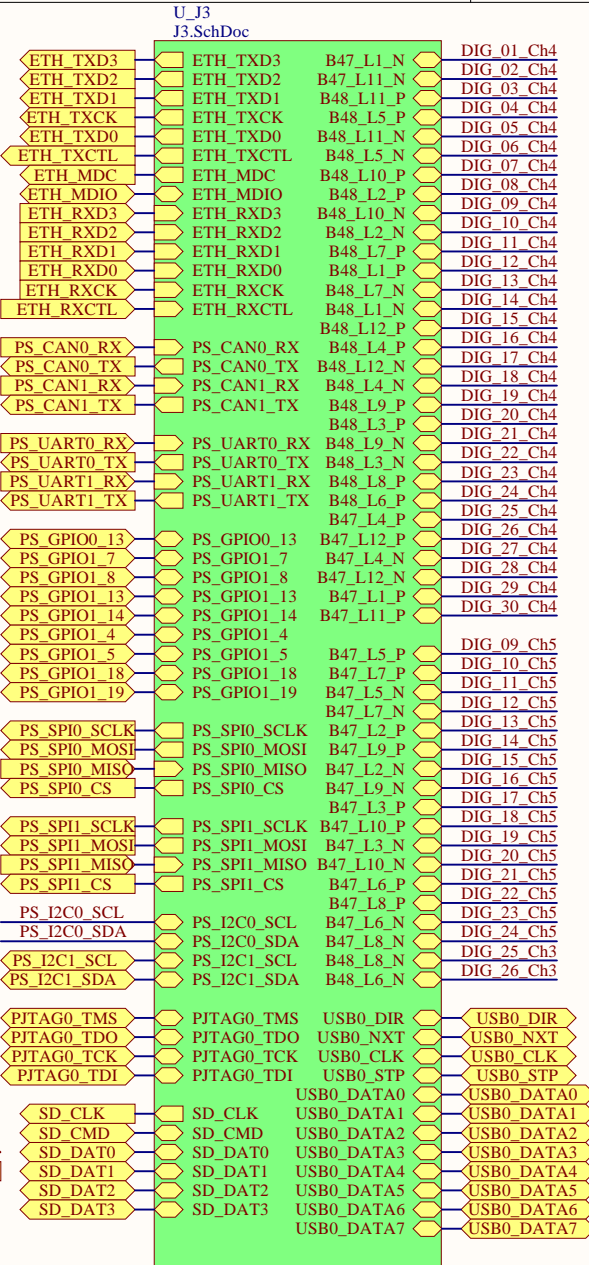 U_J3
J3.SchDoc
ETH_TXD3 ETH_TXD3 B47_L1_N DIG_01_Ch4
ETH_TXD2 ETH_TXD2 B47_L11_N DIG_02_Ch4
ETH_TXD1 ETH_TXD1 B48_L11_P DIG_03_Ch4
ETH_TXCK ETH_TXCK B48_L5_P DIG_04_Ch4
ETH_TXD0 ETH_TXD0 B48_L11_N DIG_05_Ch4
ETH_TXCTL ETH_TXCTL B48_L5_N DIG_06_Ch4
ETH_MDC ETH_MDC B48_L10_P DIG_07_Ch4
ETH_MDIO ETH_MDIO B48_L2_P DIG_08_Ch4
ETH_RXD3 ETH_RXD3 B48_L10_N DIG_09_Ch4
ETH_RXD2 ETH_RXD2 B48_L2_N DIG_10_Ch4
ETH_RXD1 ETH_RXD1 B48_L7_P DIG_11_Ch4
ETH_RXD0 ETH_RXD0 B48_L1_P DIG_12_Ch4
ETH_RXCK ETH_RXCK B48_L7_N DIG_13_Ch4
ETH_RXCTL ETH_RXCTL B48_L1_N DIG_14_Ch4
B48_L12_P DIG_15_Ch4
PS_CAN0_RX PS_CAN0_RX B48_L4_P DIG_16_Ch4
PS_CAN0_TX PS_CAN0_TX B48_L12_N DIG_17_Ch4
PS_CAN1_RX PS_CAN1_RX B48_L4_N DIG_18_Ch4
PS_CAN1_TX PS_CAN1_TX B48_L9_P DIG_19_Ch4
B48_L3_P DIG_20_Ch4
PS_UART0_RX PS_UART0_RX B48_L9_N DIG_21_Ch4
PS_UART0_TX PS_UART0_TX B48_L3_N DIG_22_Ch4
PS_UART1_RX PS_UART1_RX B48_L8_P DIG_23_Ch4
PS_UART1_TX PS_UART1_TX B48_L6_P DIG_24_Ch4
B47_L4_P DIG_25_Ch4
PS_GPIO0_13 PS_GPIO0_13 B47_L12_P DIG_26_Ch4
PS_GPIO1_7 PS_GPIO1_7 B47_L4_N DIG_27_Ch4
PS_GPIO1_8 PS_GPIO1_8 B47_L12_N DIG_28_Ch4
PS_GPIO1_13 PS_GPIO1_13 B47_L1_P DIG_29_Ch4
PS_GPIO1_14 PS_GPIO1_14 B47_L11_P DIG_30_Ch4
PS_GPIO1_4 PS_GPIO1_4
PS_GPIO1_5 PS_GPIO1_5 B47_L5_P DIG_09_Ch5
PS_GPIO1_18 PS_GPIO1_18 B47_L7_P DIG_10_Ch5
PS_GPIO1_19 PS_GPIO1_19 B47_L5_N DIG_11_Ch5
B47_L7_N DIG_12_Ch5
PS_SPI0_SCLK PS_SPI0_SCLK B47_L2_P DIG_13_Ch5
PS_SPI0_MOSI PS_SPI0_MOSI B47_L9_P DIG_14_Ch5
PS_SPI0_MISO PS_SPI0_MISO B47_L2_N DIG_15_Ch5
PS_SPI0_CS PS_SPI0_CS B47_L9_N DIG_16_Ch5
B47_L3_P DIG_17_Ch5
PS_SPI1_SCLK PS_SPI1_SCLK B47_L10_P DIG_18_Ch5
PS_SPI1_MOSI PS_SPI1_MOSI B47_L3_N DIG_19_Ch5
PS_SPI1_MISO PS_SPI1_MISO B47_L10_N DIG_20_Ch5
PS_SPI1_CS PS_SPI1_CS B47_L6_P DIG_21_Ch5
B47_L8_P DIG_22_Ch5
PS_I2C0_SCL PS_I2C0_SCL B47_L6_N DIG_23_Ch5
PS_I2C0_SDA PS_I2C0_SDA B47_L8_N DIG_24_Ch5
PS_I2C1_SCL PS_I2C1_SCL B48_L8_N DIG_25_Ch3
PS_I2C1_SDA PS_I2C1_SDA B48_L6_N DIG_26_Ch3
PJTAG0_TMS PJTAG0_TMS USB0_DIR USB0_DIR
PJTAG0_TDO PJTAG0_TDO USB0_NXT USB0_NXT
PJTAG0_TCK PJTAG0_TCK USB0_CLK USB0_CLK
PJTAG0_TDI PJTAG0_TDI USB0_STP USB0_STP
USB0_DATA0 USB0_DATA0
SD_CLK SD_CLK USB0_DATA1 USB0_DATA1
SD_CMD SD_CMD USB0_DATA2 USB0_DATA2
SD_DAT0 SD_DAT0 USB0_DATA3 USB0_DATA3
SD_DAT1 SD_DAT1 USB0_DATA4 USB0_DATA4
SD_DAT2 SD_DAT2 USB0_DATA5 USB0_DATA5
SD_DAT3 SD_DAT3 USB0_DATA6 USB0_DATA6
USB0_DATA7 USB0_DATA7